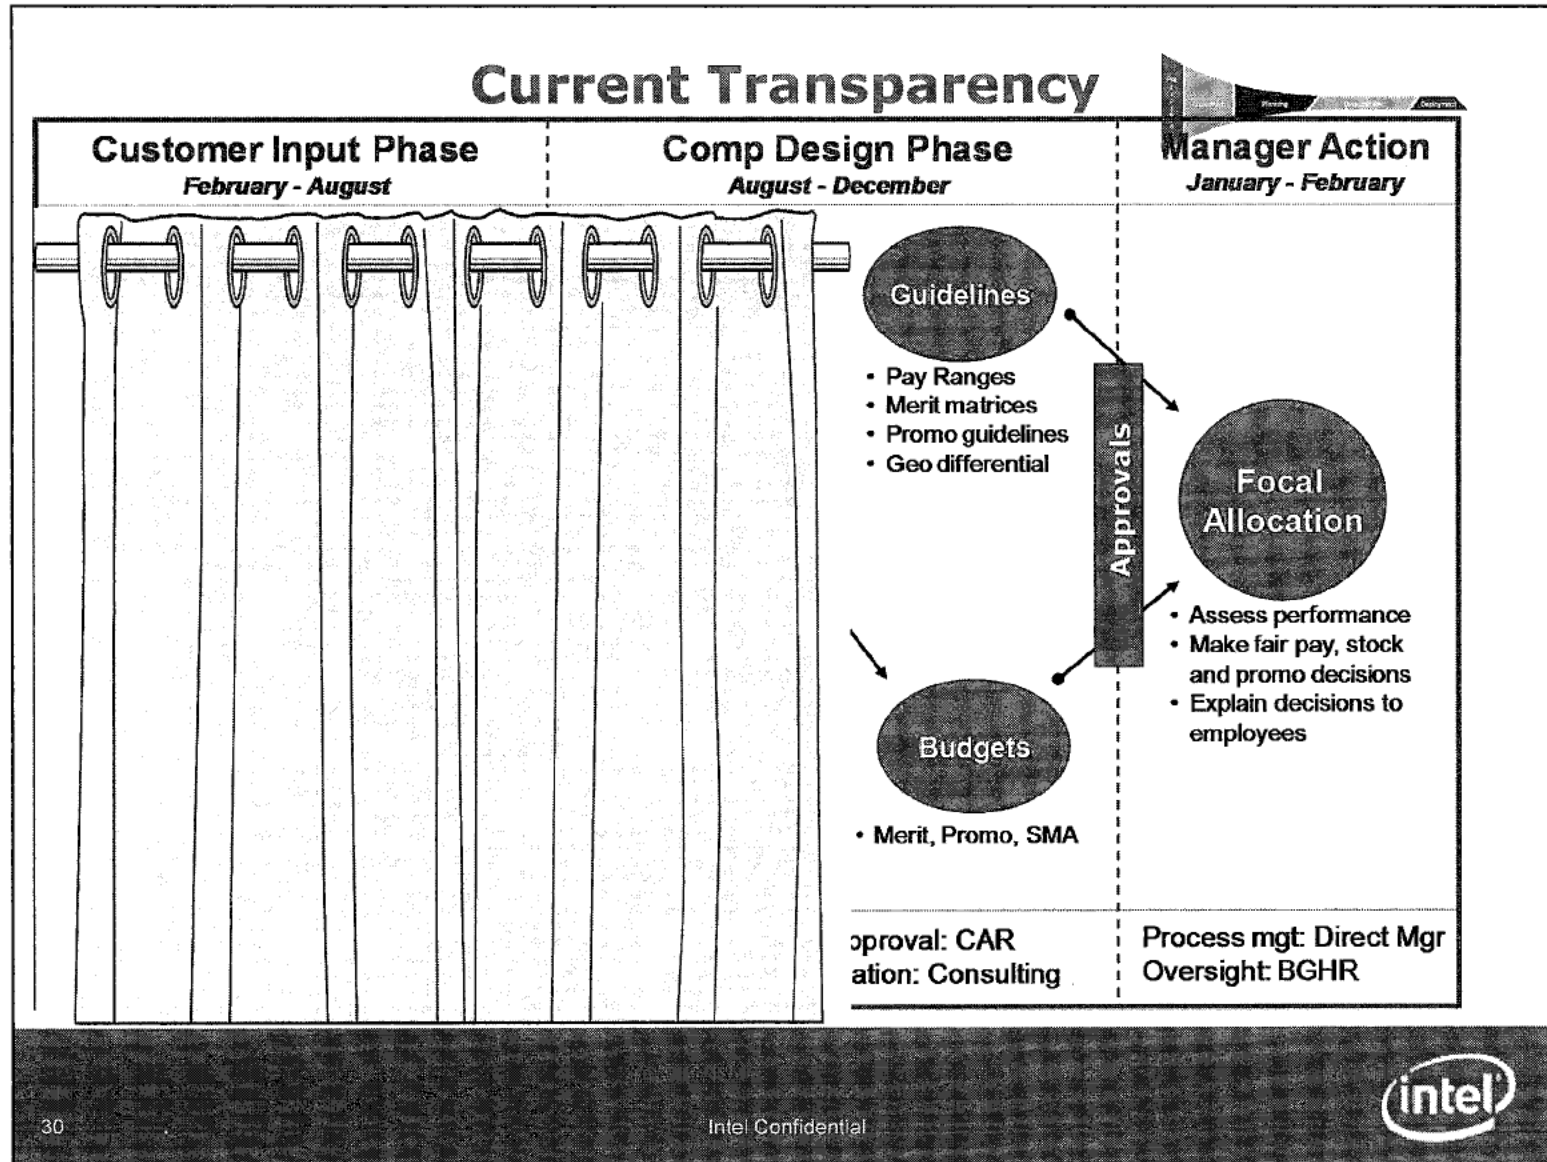 Current Transparency
Planning
Deployment
Customer Input Phase
February - August
Comp Design Phase
August - December
Manager Action
January - February
Guidelines
• Pay Ranges
• Merit matrices
• Promo guidelines
• Geo differential
Approvals
Focal
Allocation
• Assess performance
• Make fair pay, stock
and promo decisions
• Explain decisions to
employees
Budgets
• Merit, Promo, SMA
pproval: CAR
ation: Consulting
Process mgt: Direct Mgr
Oversight: BGHR
30
Intel Confidential
intel